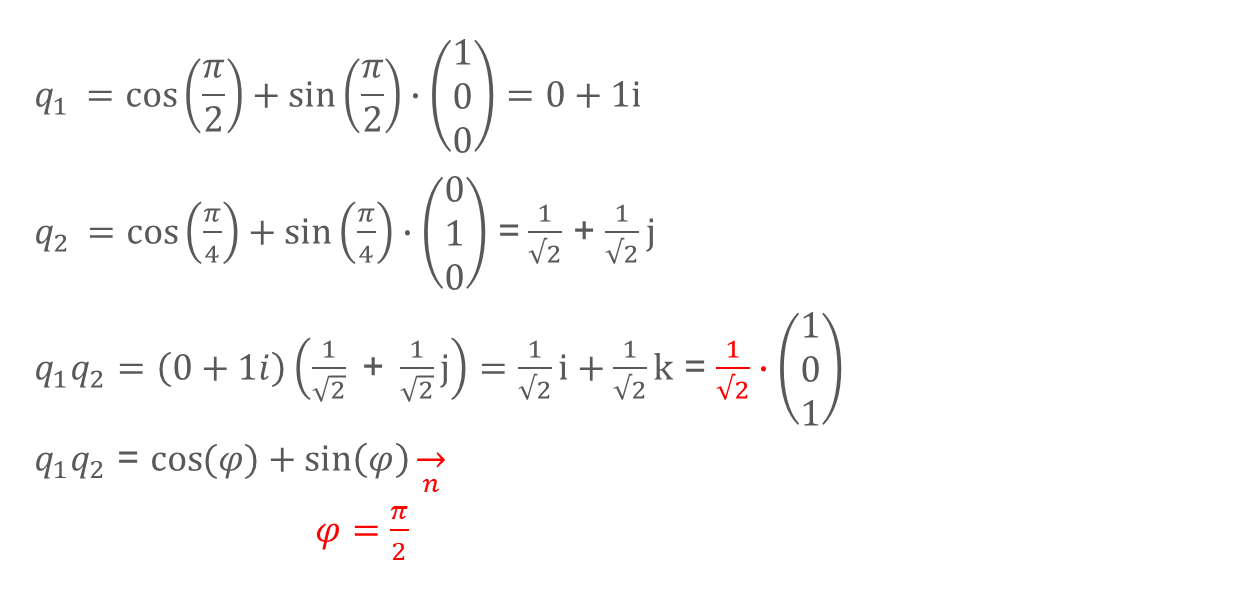 q₁ = cos(π/2) + sin(π/2) · (1 0 0) = 0 + 1i
q₂ = cos(π/4) + sin(π/4) · (0 1 0) = 1/√2 + 1/√2 j
q₁q₂ = (0 + 1i)(1/√2 + 1/√2 j) = 1/√2 i + 1/√2 k = 1/√2 · (1 0 1)
q₁q₂ = cos(φ) + sin(φ) → n
φ = π/2